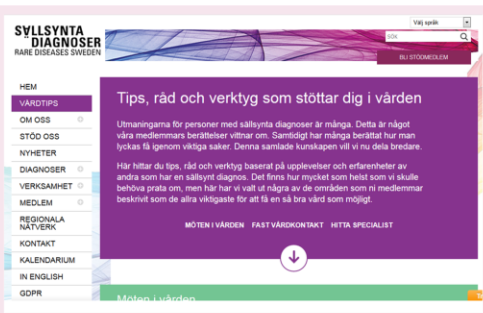 SVLLSYNTA
DIAGNOSER
RARE DISEASES SWEDEN
Välj språk
SÖK
BLI STÖDMEDLEM
HEM
VÅRDTIPS
OM OSS
STÖD OSS
NYHETER
DIAGNOSER
VERKSAMHET
MEDLEM
REGIONALA
NÄTVERK
KONTAKT
KALENDARIUM
IN ENGLISH
GDPR
Tips, råd och verktyg som stöttar dig i vården
Utmaningarna för personer med sällsynta diagnoser är många. Detta är något
våra medlemmars berättelser vittnar om. Samtidigt har många berättat hur man
lyckas få igenom viktiga saker. Denna samlade kunskapen vill vi nu dela bredare.
Här hittar du tips, råd och verktyg baserat på upplevelser och erfarenheter av
andra som har en sällsynt diagnos. Det finns hur mycket som helst som vi skulle
behöva prata om, men här har vi valt ut några av de områden som ni medlemmar
beskrivit som de allra viktigaste för att få en så bra vård som möjligt.
MÖTEN I VÅRDEN FAST VÅRDKONTAKT HITTA SPECIALIST
Möten i vården